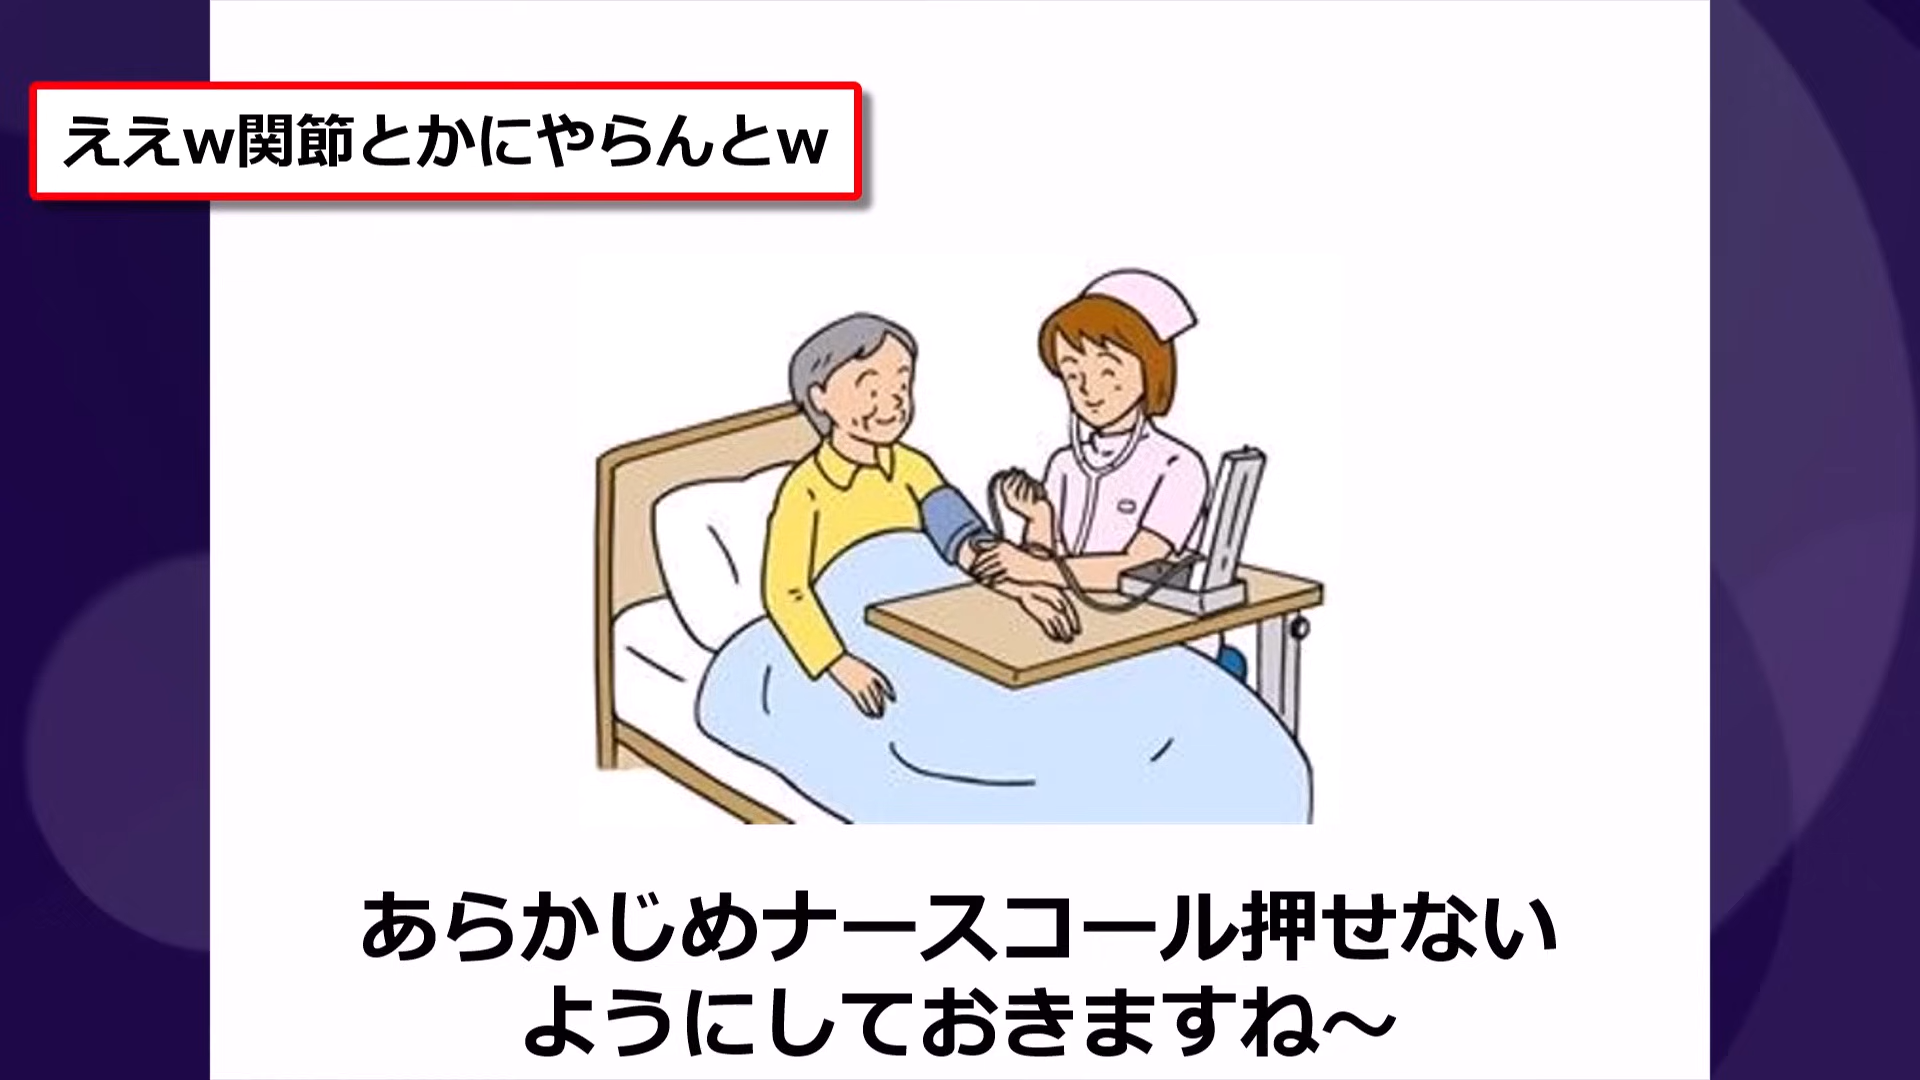 ええw関節とかにやらんとw
あらかじめナースコール押せない
ようにしておきますね～